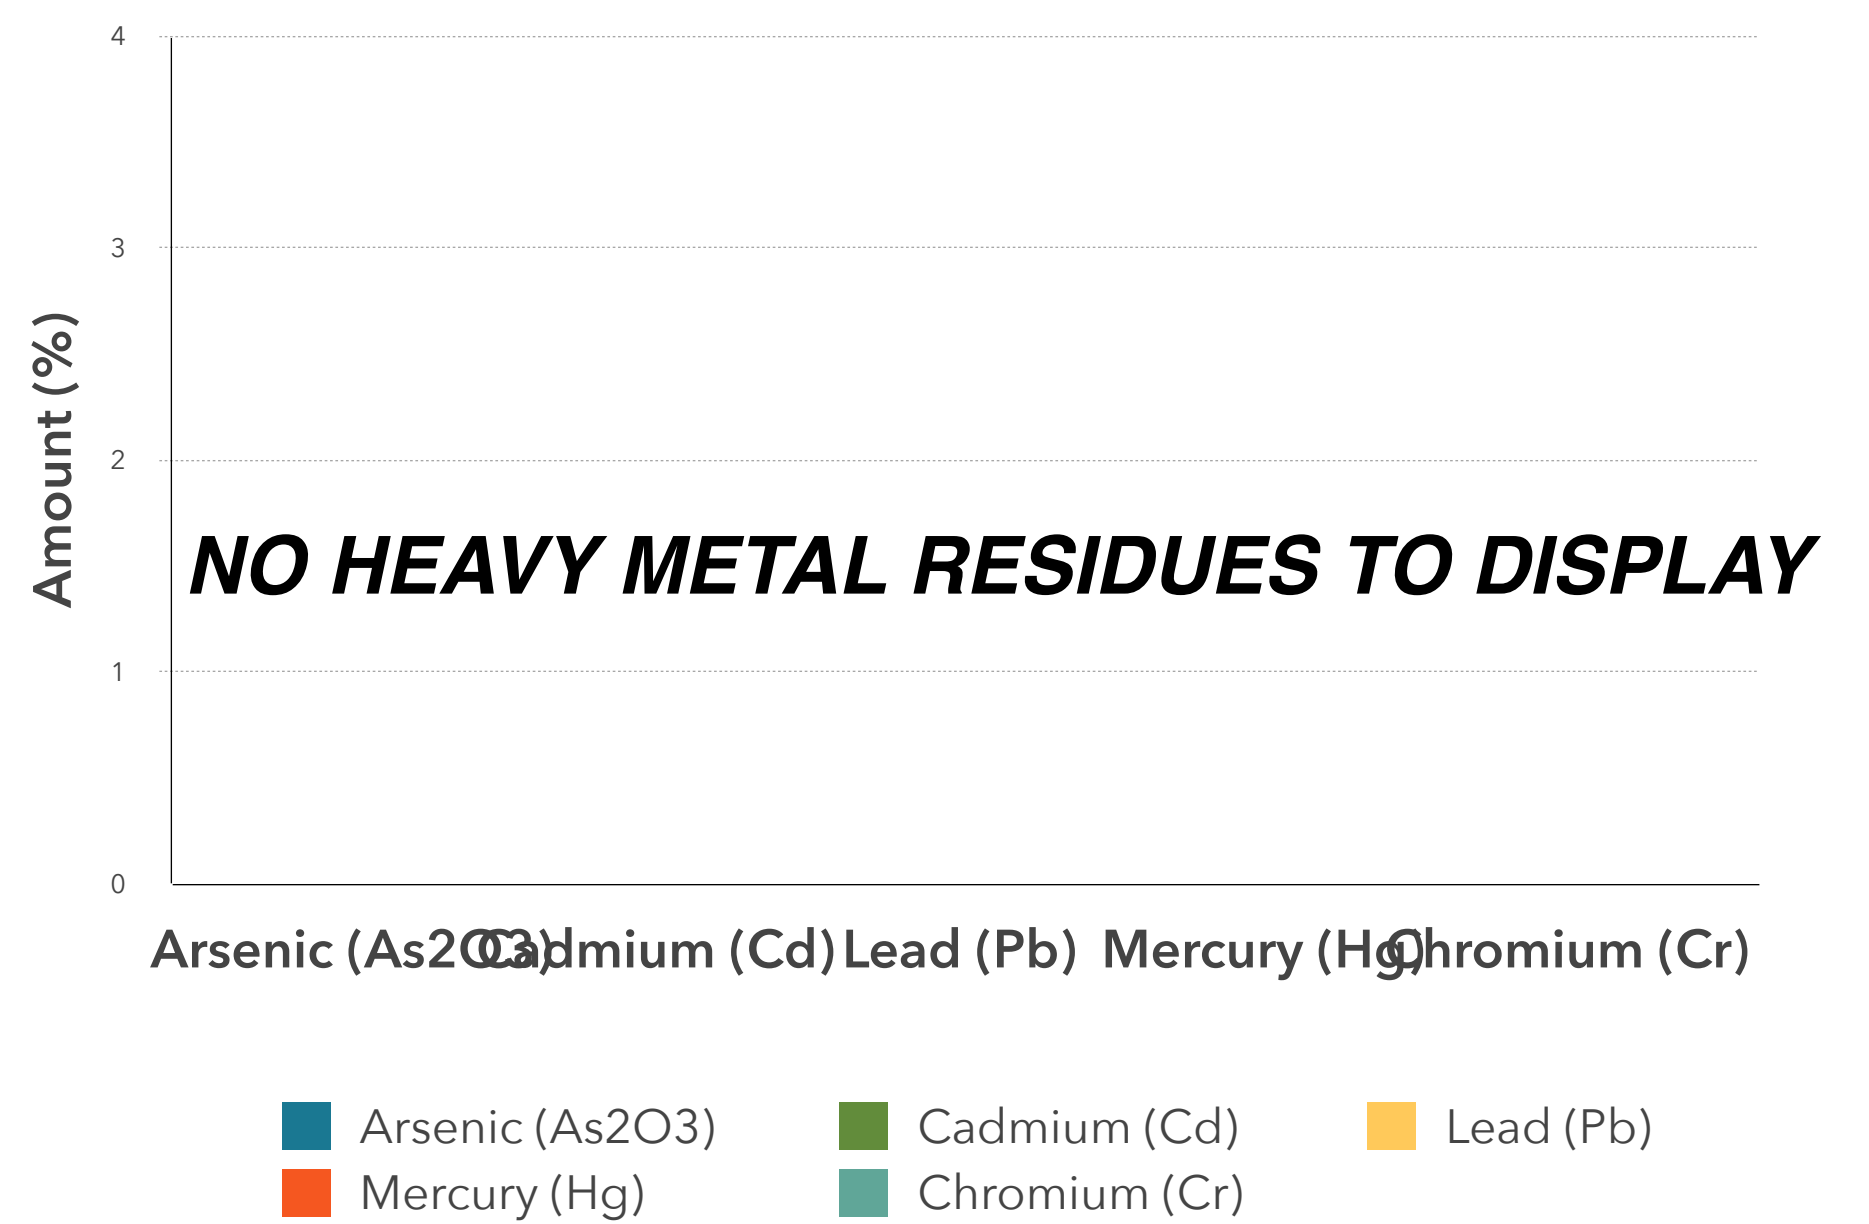 4
3
2
1
0
Amount (%)
NO HEAVY METAL RESIDUES TO DISPLAY
Arsenic (As2O3) Cadmium (Cd) Lead (Pb) Mercury (Hg) Chromium (Cr)
Arsenic (As2O3) Cadmium (Cd) Lead (Pb)
Mercury (Hg) Chromium (Cr)